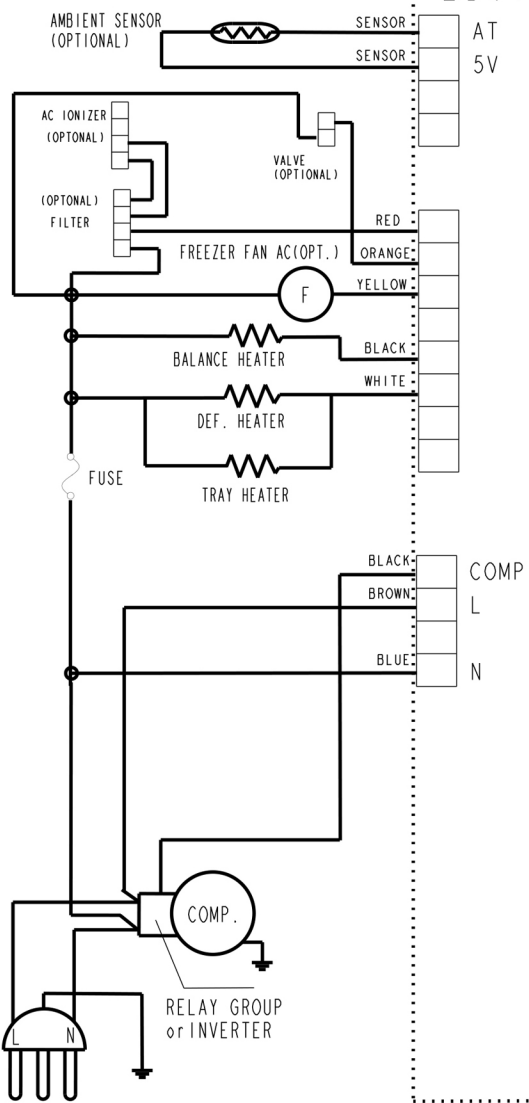 AMBIENT SENSOR
(OPTIONAL)
SENSOR
AT
SENSOR
5V
AC IONIZER
(OPTONAL)
VALVE
(OPTIONAL)
(OPTONAL)
FILTER
RED
FREEZER FAN AC(OPT.)
ORANGE
F
YELLOW
BALANCE HEATER
BLACK
WHITE
DEF. HEATER
FUSE
TRAY HEATER
BLACK
COMP
BROWN
L
BLUE
N
COMP.
RELAY GROUP
or INVERTER
L
N